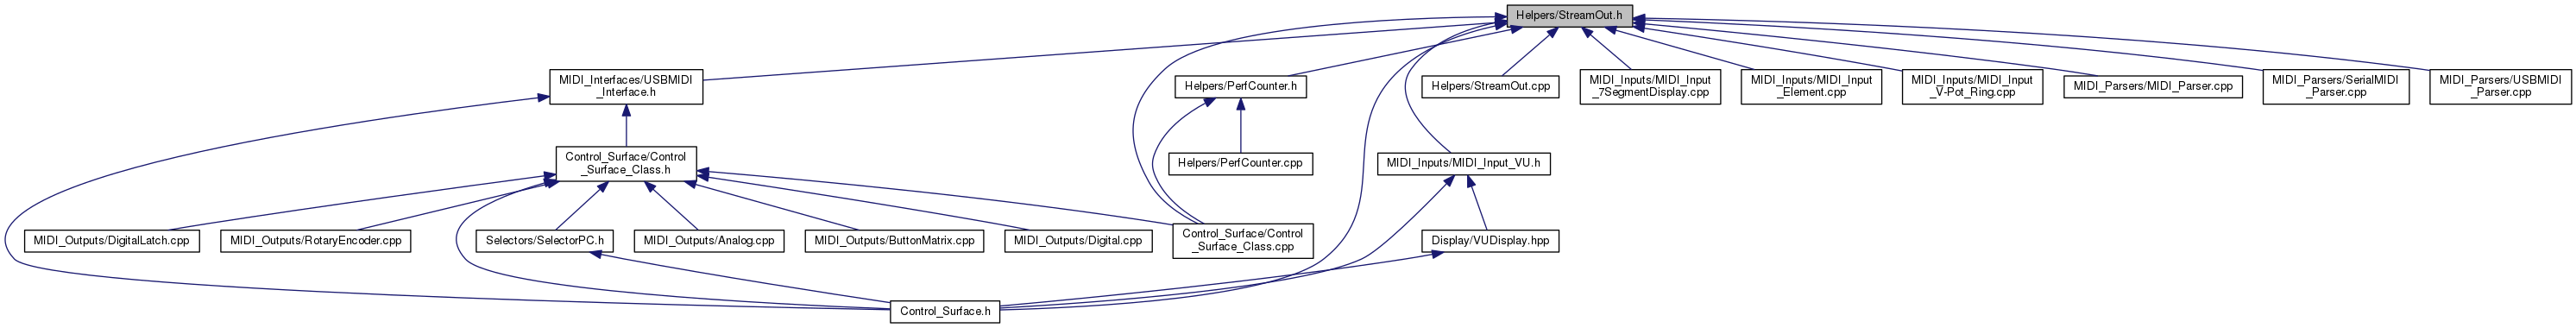 Helpers/StreamOut.h
MIDI_Interfaces/USBMIDI
_Interface.h
Helpers/PerfCounter.h
Helpers/StreamOut.cpp
MIDI_Inputs/MIDI_Input
_7SegmentDisplay.cpp
MIDI_Inputs/MIDI_Input
_Element.cpp
MIDI_Inputs/MIDI_Input
_V-Pot_Ring.cpp
MIDI_Parsers/MIDI_Parser.cpp
MIDI_Parsers/SerialMIDI
_Parser.cpp
MIDI_Parsers/USBMIDI
_Parser.cpp
Control_Surface/Control
_Surface_Class.h
Helpers/PerfCounter.cpp
MIDI_Inputs/MIDI_Input_VU.h
MIDI_Outputs/DigitalLatch.cpp
MIDI_Outputs/RotaryEncoder.cpp
Selectors/SelectorPC.h
MIDI_Outputs/Analog.cpp
MIDI_Outputs/ButtonMatrix.cpp
MIDI_Outputs/Digital.cpp
Control_Surface/Control
_Surface_Class.cpp
Display/VUDisplay.hpp
Control_Surface.h